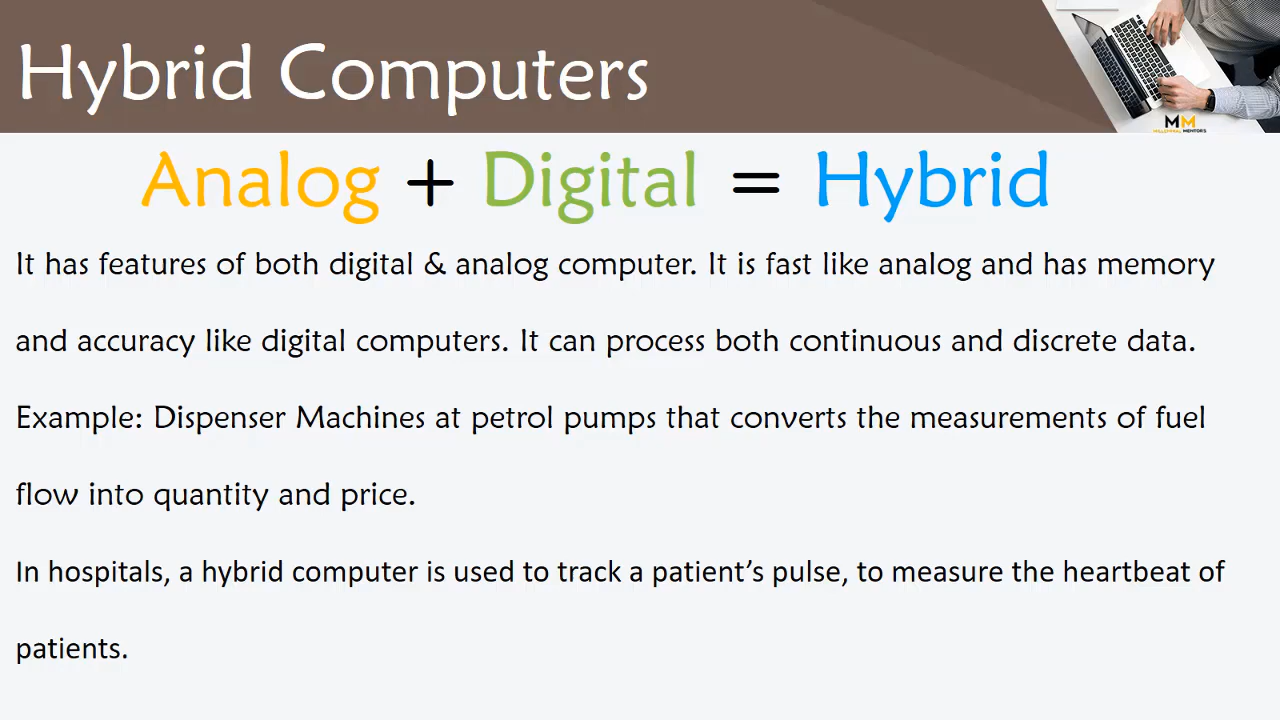 Hybrid Computers
MM
MILLENNIAL MENTORS
Analog + Digital = Hybrid
It has features of both digital & analog computer. It is fast like analog and has memory
and accuracy like digital computers. It can process both continuous and discrete data.
Example: Dispenser Machines at petrol pumps that converts the measurements of fuel
flow into quantity and price.
In hospitals, a hybrid computer is used to track a patient’s pulse, to measure the heartbeat of
patients.